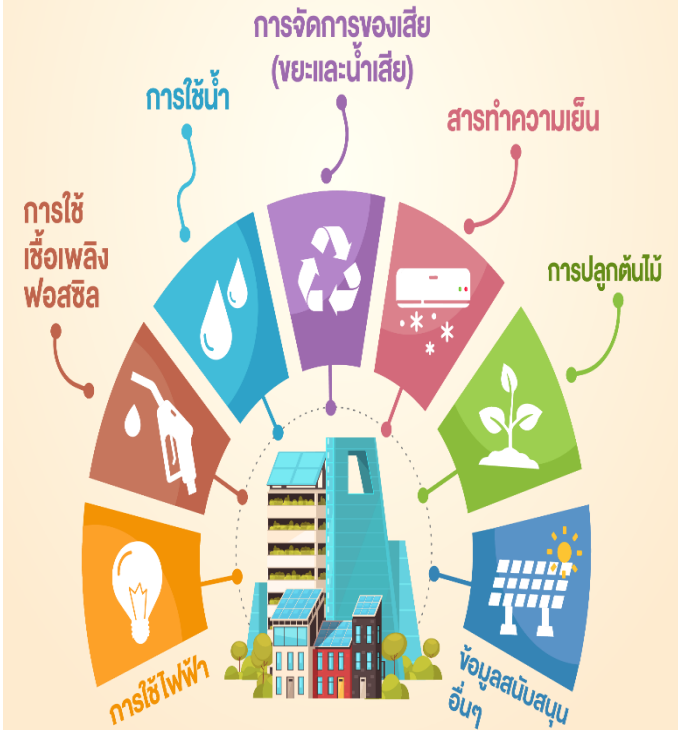 การจัดการของเสีย
(ขยะและน้ำเสีย)
การใช้น้ำ
สารทำความเย็น
การใช้
เชื้อเพลิง
ฟอสซิล
การปลูกต้นไม้
การใช้ไฟฟ้า
ข้อมูลสนับสนุน
อื่นๆ